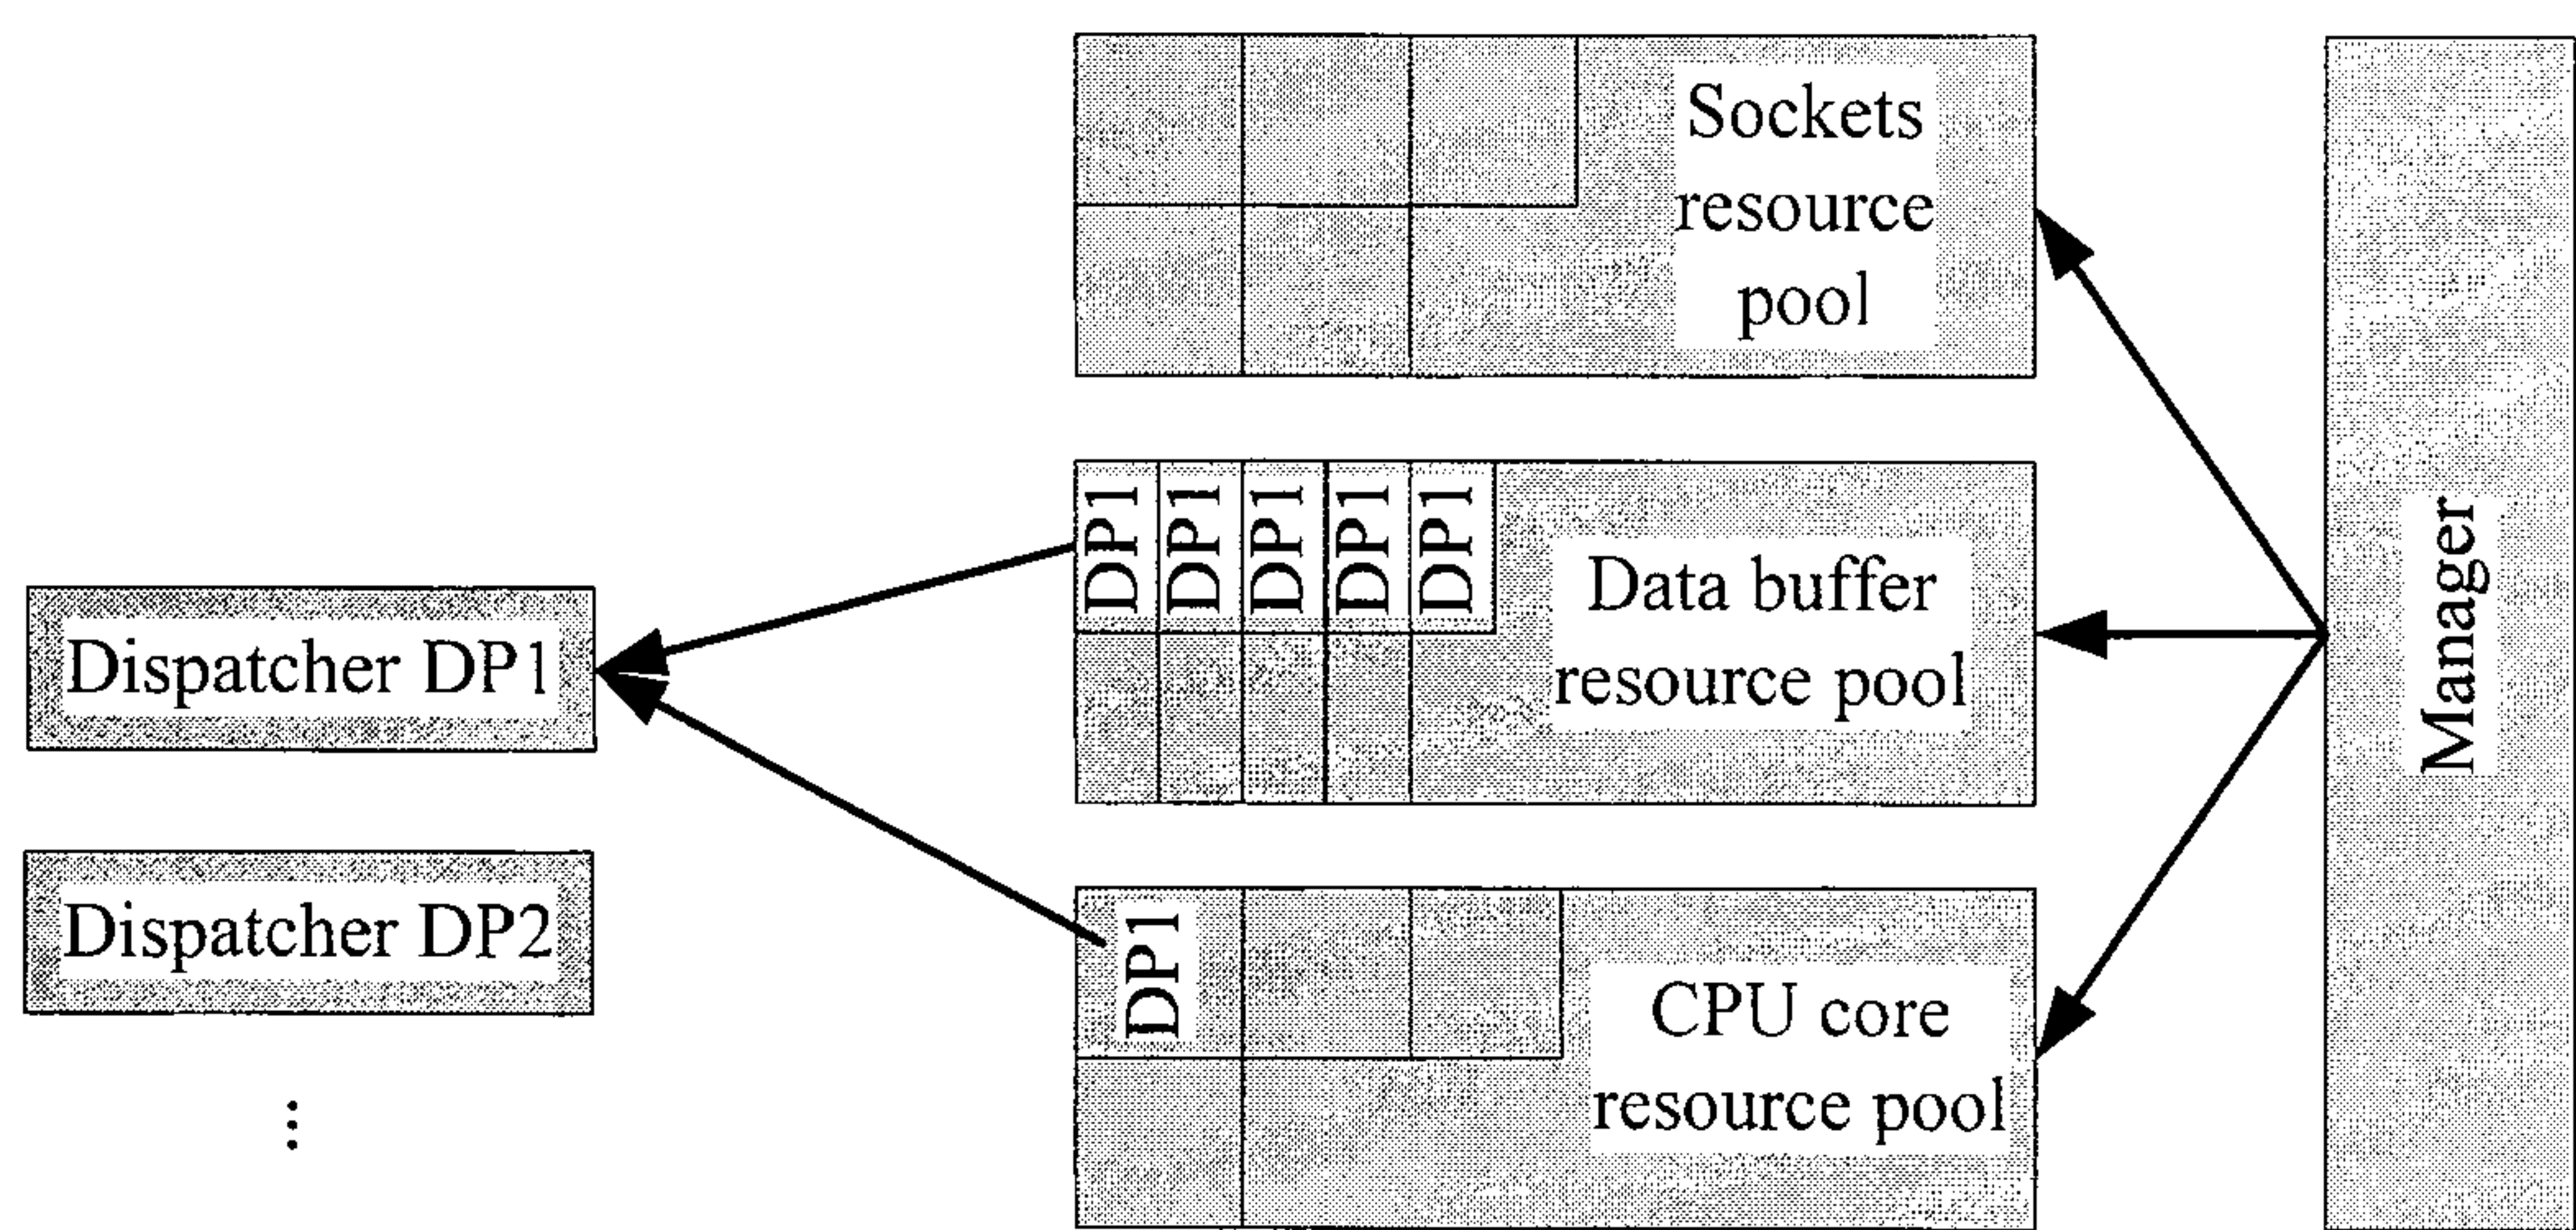 Sockets
resource
pool
DP1
DP1
DP1
DP1
DP1
Data buffer
resource pool
Dispatcher DP1
Dispatcher DP2
DP1
CPU core
resource pool
Manager